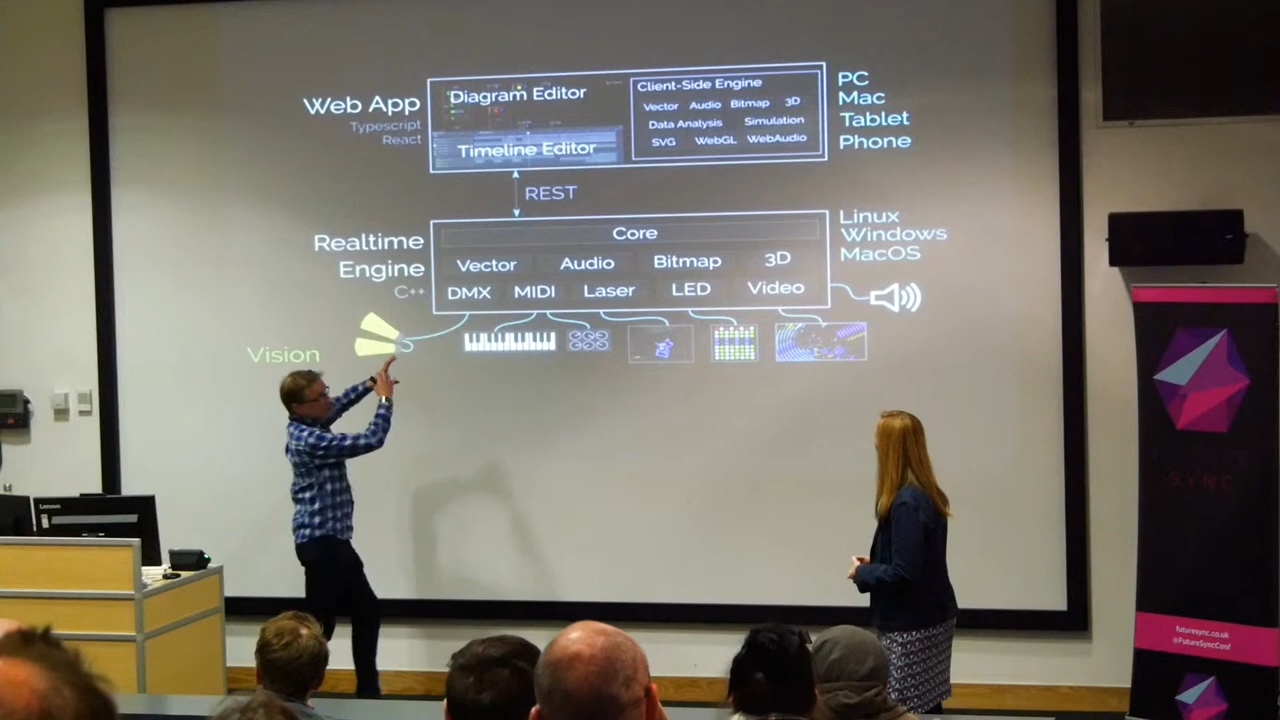 Web App
Typescript
React
Diagram Editor
Timeline Editor
Client-Side Engine
Vector Audio Bitmap 3D
Data Analysis Simulation
SVG WebGL WebAudio
PC
Mac
Tablet
Phone
REST
Realtime
Engine
C++
Core
Vector Audio Bitmap 3D
DMX MIDI Laser LED Video
Linux
Windows
MacOS
Vision
Lenovo
SYNC
futuresync.co.uk
@FutureSyncConf